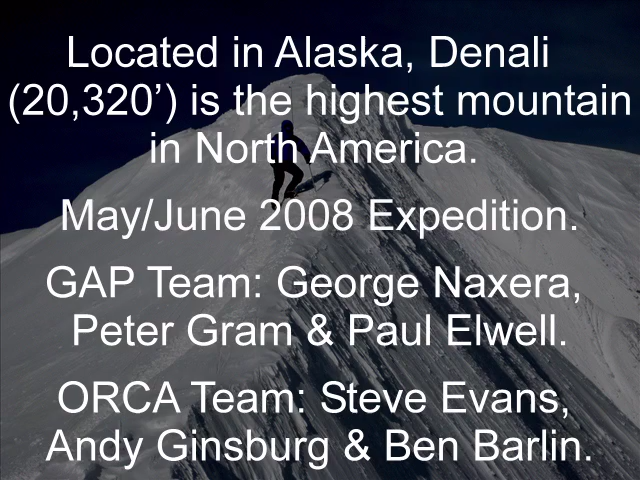 Located in Alaska, Denali
(20,320’) is the highest mountain
in North America.
May/June 2008 Expedition.
GAP Team: George Naxera,
Peter Gram & Paul Elwell.
ORCA Team: Steve Evans,
Andy Ginsburg & Ben Barlin.